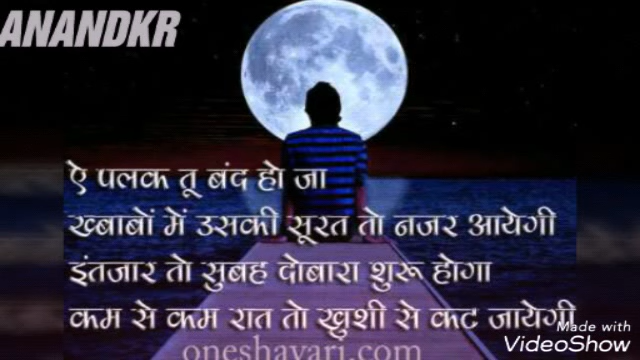 ANANDKR
ऐ पलक तू बंद हो जा
ख्बाबों में उसकी सूरत तो नजर आयेगी
इंतजार तो सुबह दोबारा शुरू होगा
कम से कम रात तो खुशी से कट जायेगी
oneshayari.com
Made with
VideoShow